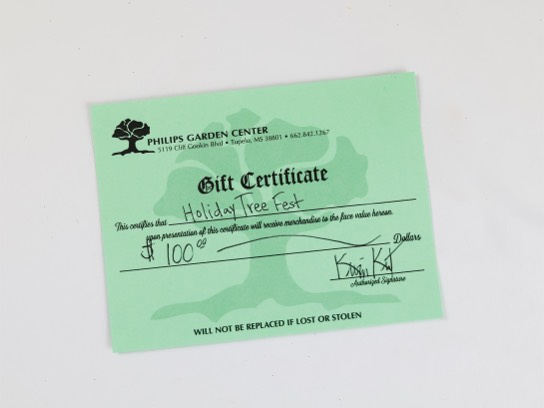 PHILIPS GARDEN CENTER
5119 Cliff Gookin Blvd • Tupelo, MS 38801 • 662.842.1267
Gift Certificate
This certifies that Holiday Tree Fest
upon presentation of this certificate will receive merchandise to the face value hereon.
$100.00 Dollars
Authorized Signature
WILL NOT BE REPLACED IF LOST OR STOLEN